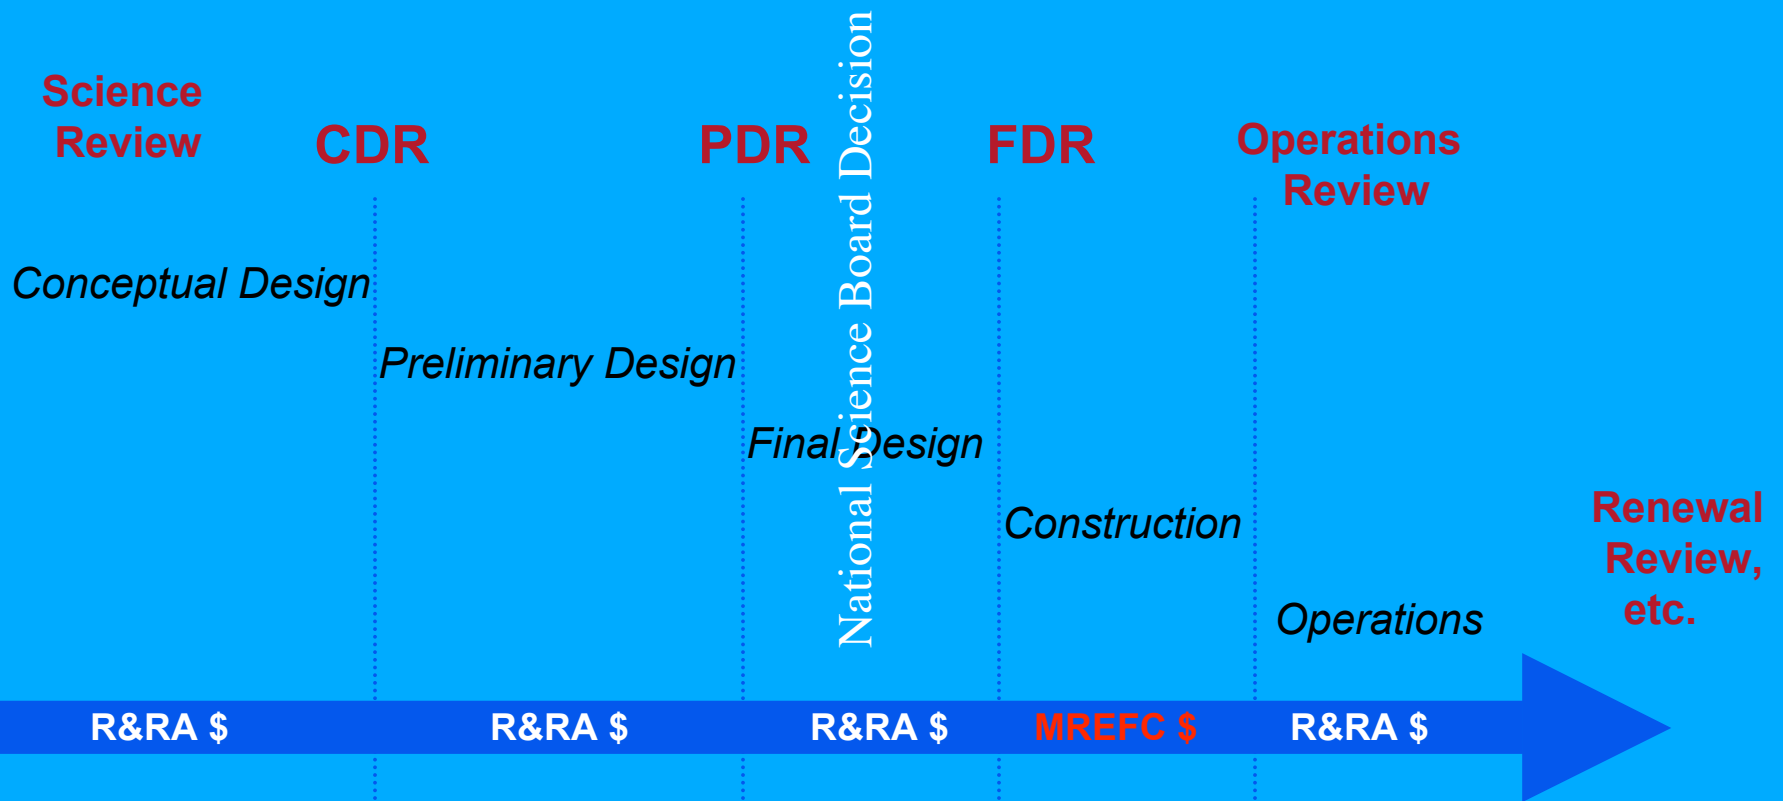 Science
Review
CDR
PDR
National Science Board Decision
FDR
Operations
Review
Conceptual Design
Preliminary Design
Final Design
Construction
Operations
Renewal
Review,
etc.
R&RA $
R&RA $
R&RA $
MREFC $
R&RA $